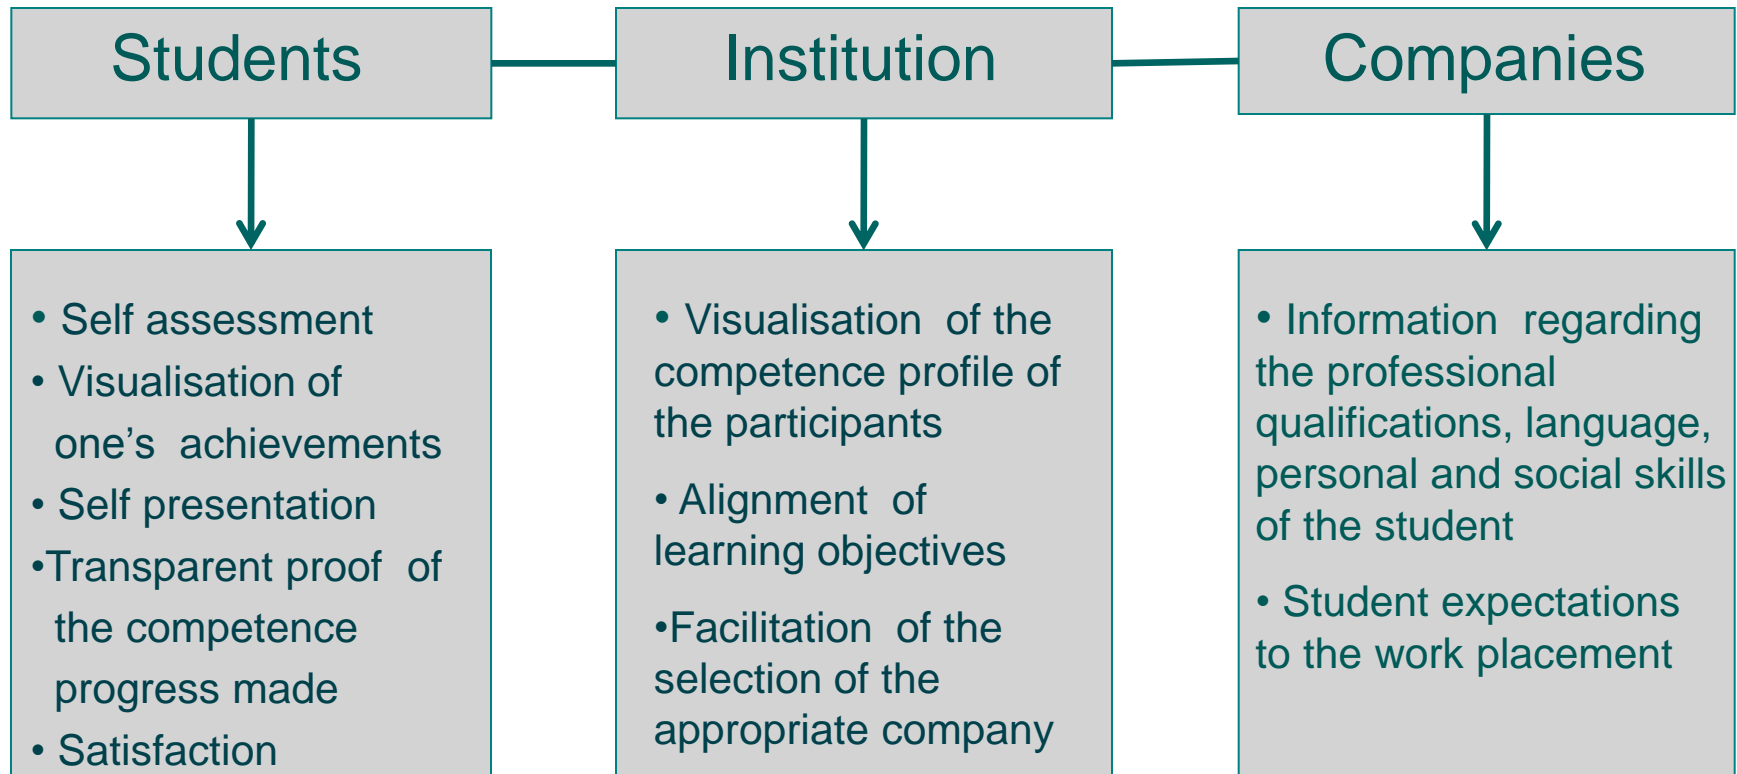 Students
Institution
Companies
• Self assessment
• Visualisation of
one’s achievements
• Self presentation
•Transparent proof of
the competence
progress made
• Satisfaction
• Visualisation of the
competence profile of
the participants
• Alignment of
learning objectives
•Facilitation of the
selection of the
appropriate company
• Information regarding
the professional
qualifications, language,
personal and social skills
of the student
• Student expectations
to the work placement